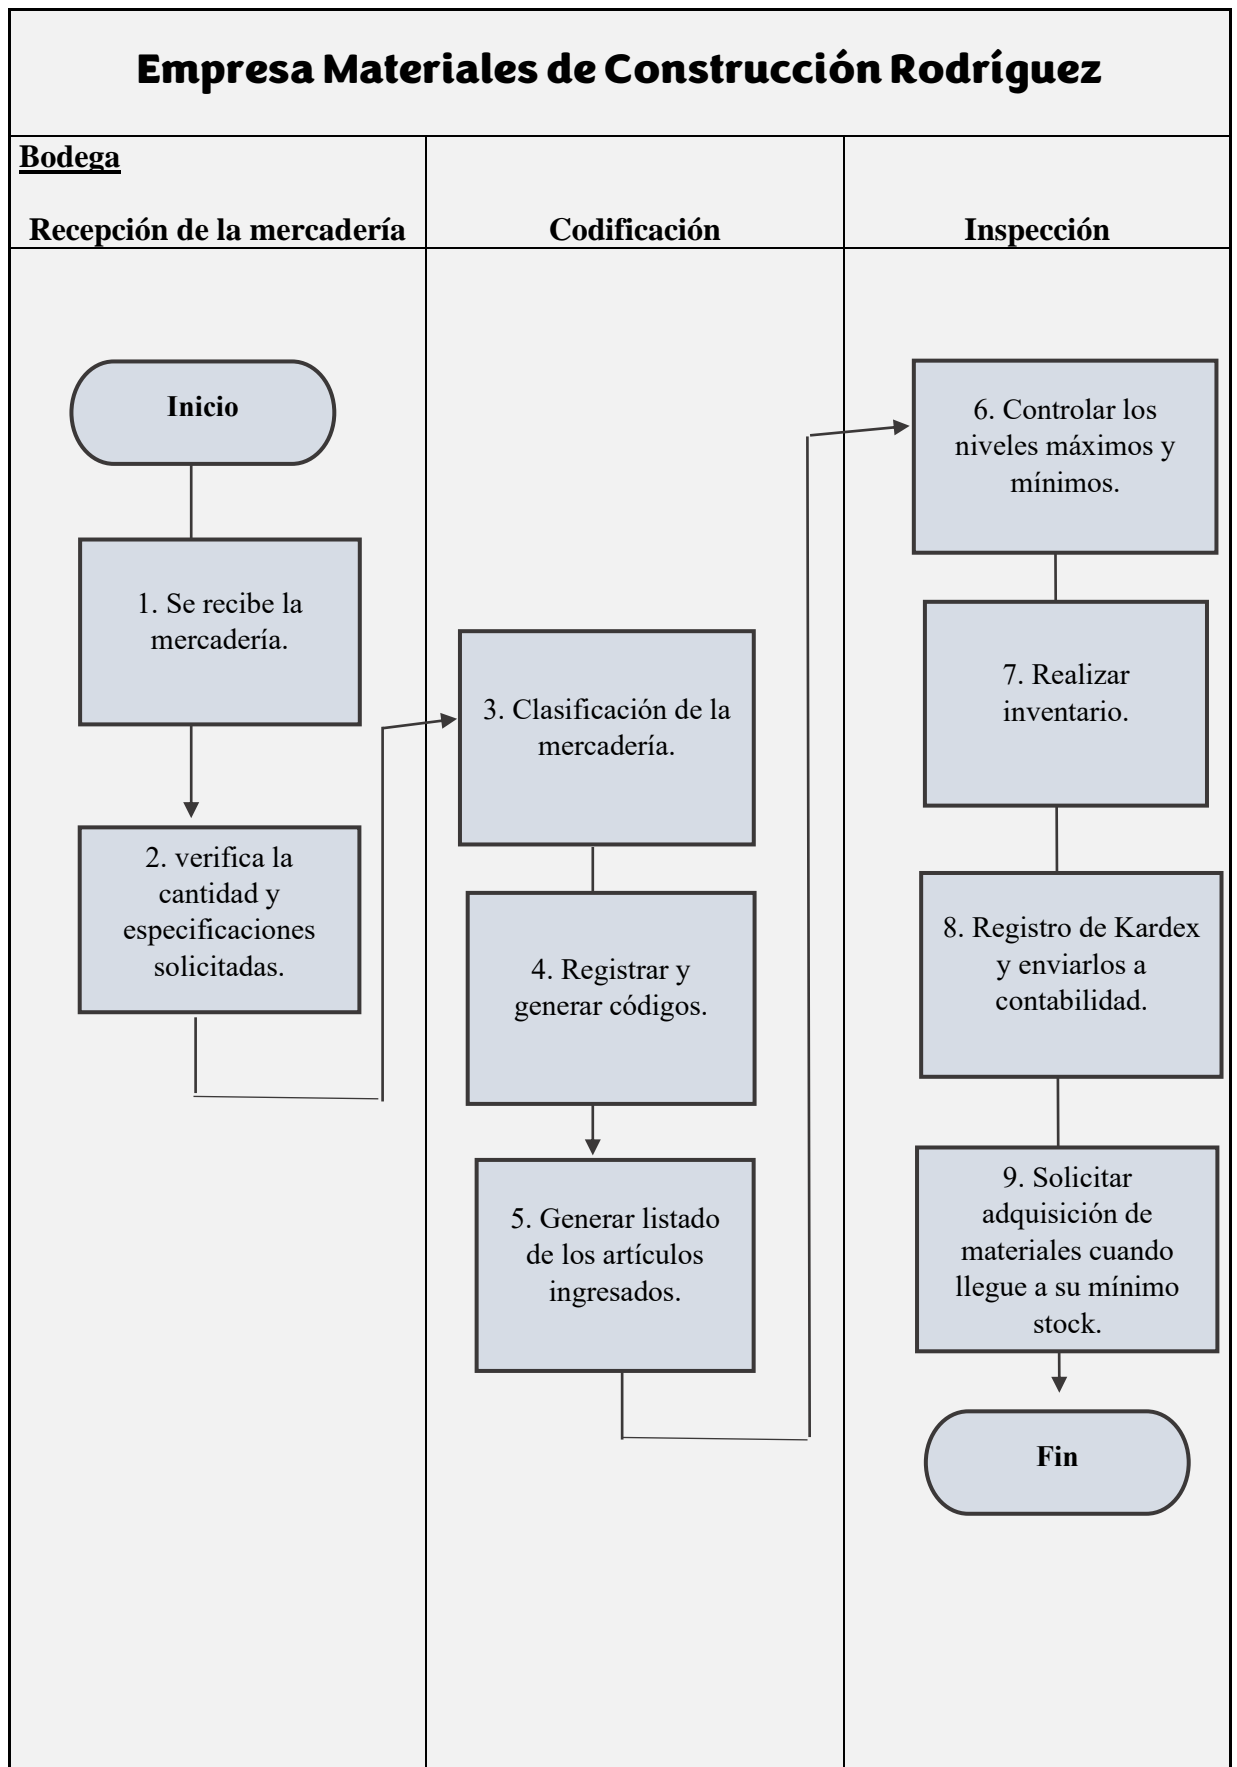 Empresa Materiales de Construcción Rodríguez
Bodega
Recepción de la mercadería
Codificación
Inspección
Inicio
1. Se recibe la
mercadería.
2. verifica la
cantidad y
especificaciones
solicitadas.
3. Clasificación de la
mercadería.
4. Registrar y
generar códigos.
5. Generar listado
de los artículos
ingresados.
6. Controlar los
niveles máximos y
mínimos.
7. Realizar
inventario.
8. Registro de Kardex
y enviarlos a
contabilidad.
9. Solicitar
adquisición de
materiales cuando
llegue a su mínimo
stock.
Fin